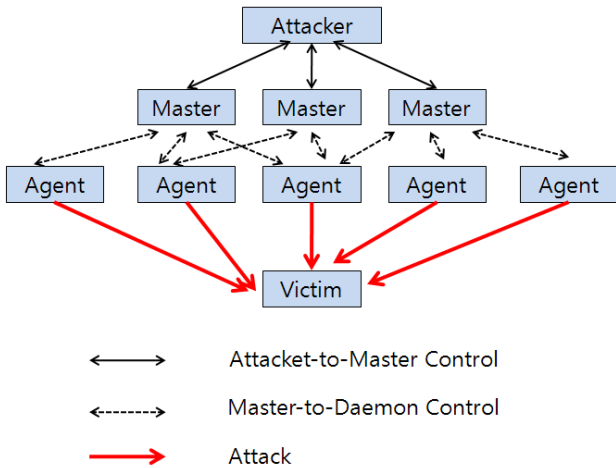 Attacker
Master Master Master
Agent Agent Agent Agent Agent
Victim
Attacket-to-Master Control
Master-to-Daemon Control
Attack